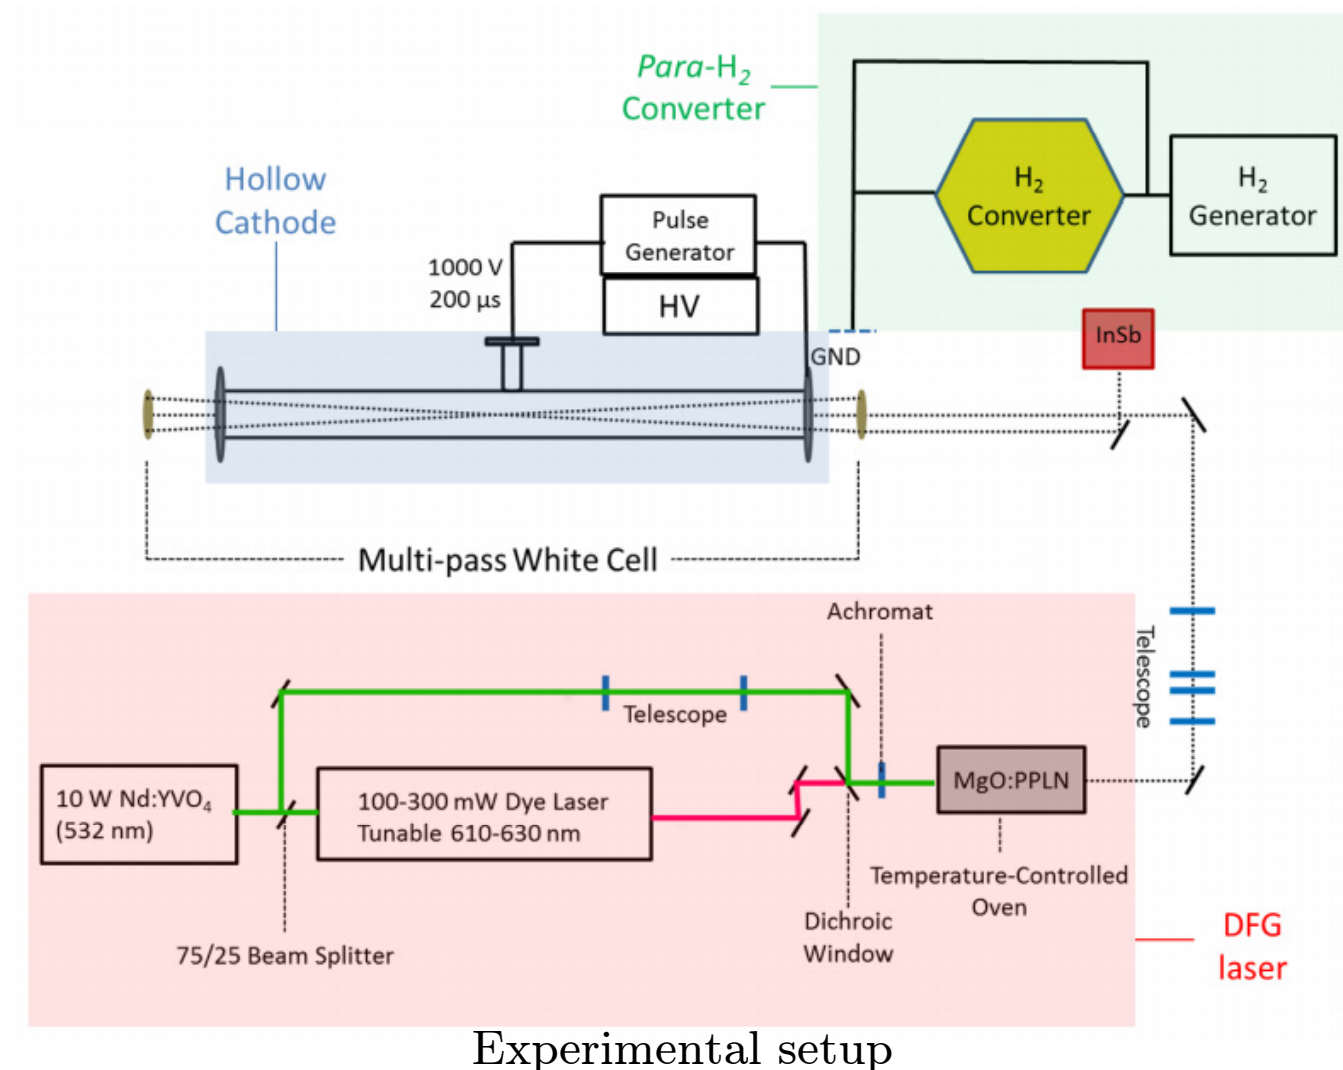 Para-H2
Converter
H2
Converter
H2
Generator
Hollow
Cathode
Pulse
Generator
HV
1000 V
200 µs
GND
InSb
Multi-pass White Cell
Telescope
Achromat
Telescope
10 W Nd:YVO4
(532 nm)
100-300 mW Dye Laser
Tunable 610-630 nm
MgO:PPLN
Temperature-Controlled
Oven
Dichroic
Window
75/25 Beam Splitter
DFG
laser
Experimental setup